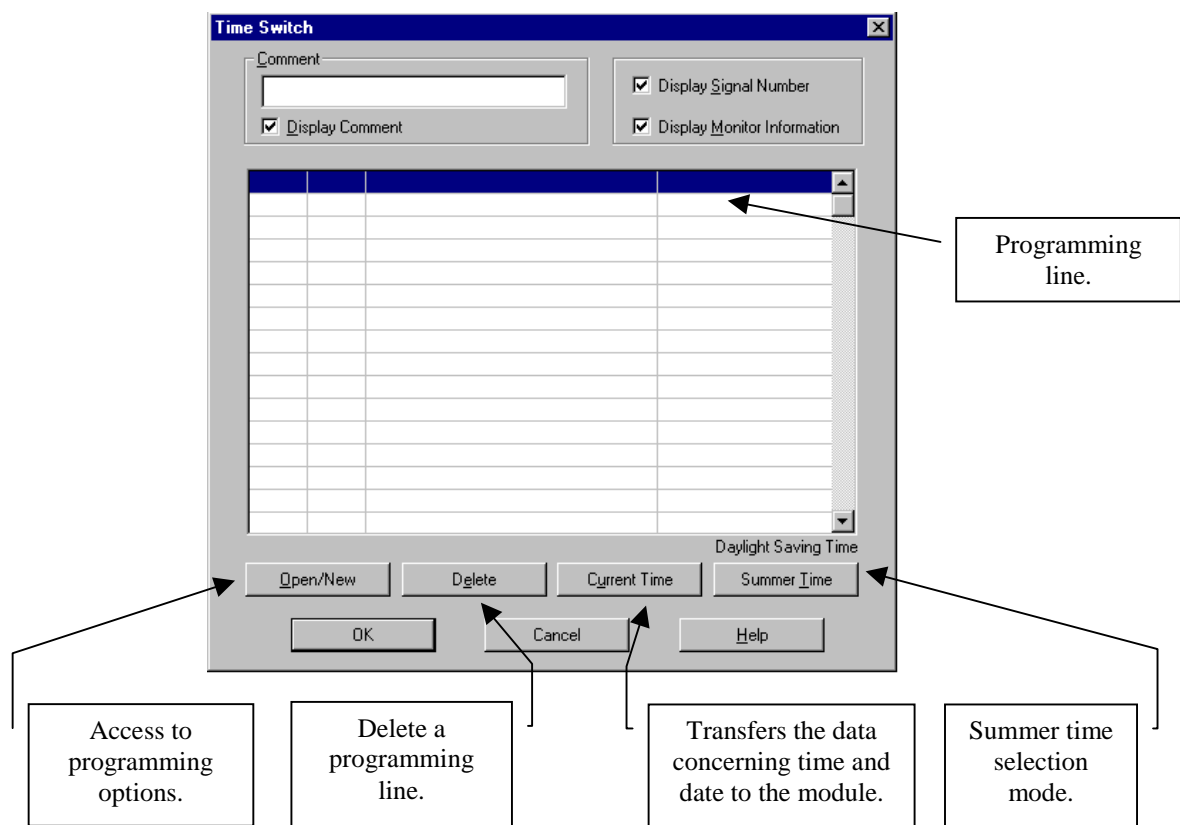 Time Switch
Comment
Display Comment
Display Signal Number
Display Monitor Information
Programming
line.
Daylight Saving Time
Open/New
Delete
Current Time
Summer Time
OK
Cancel
Help
Access to
programming
options.
Delete a
programming
line.
Transfers the data
concerning time and
date to the module.
Summer time
selection
mode.